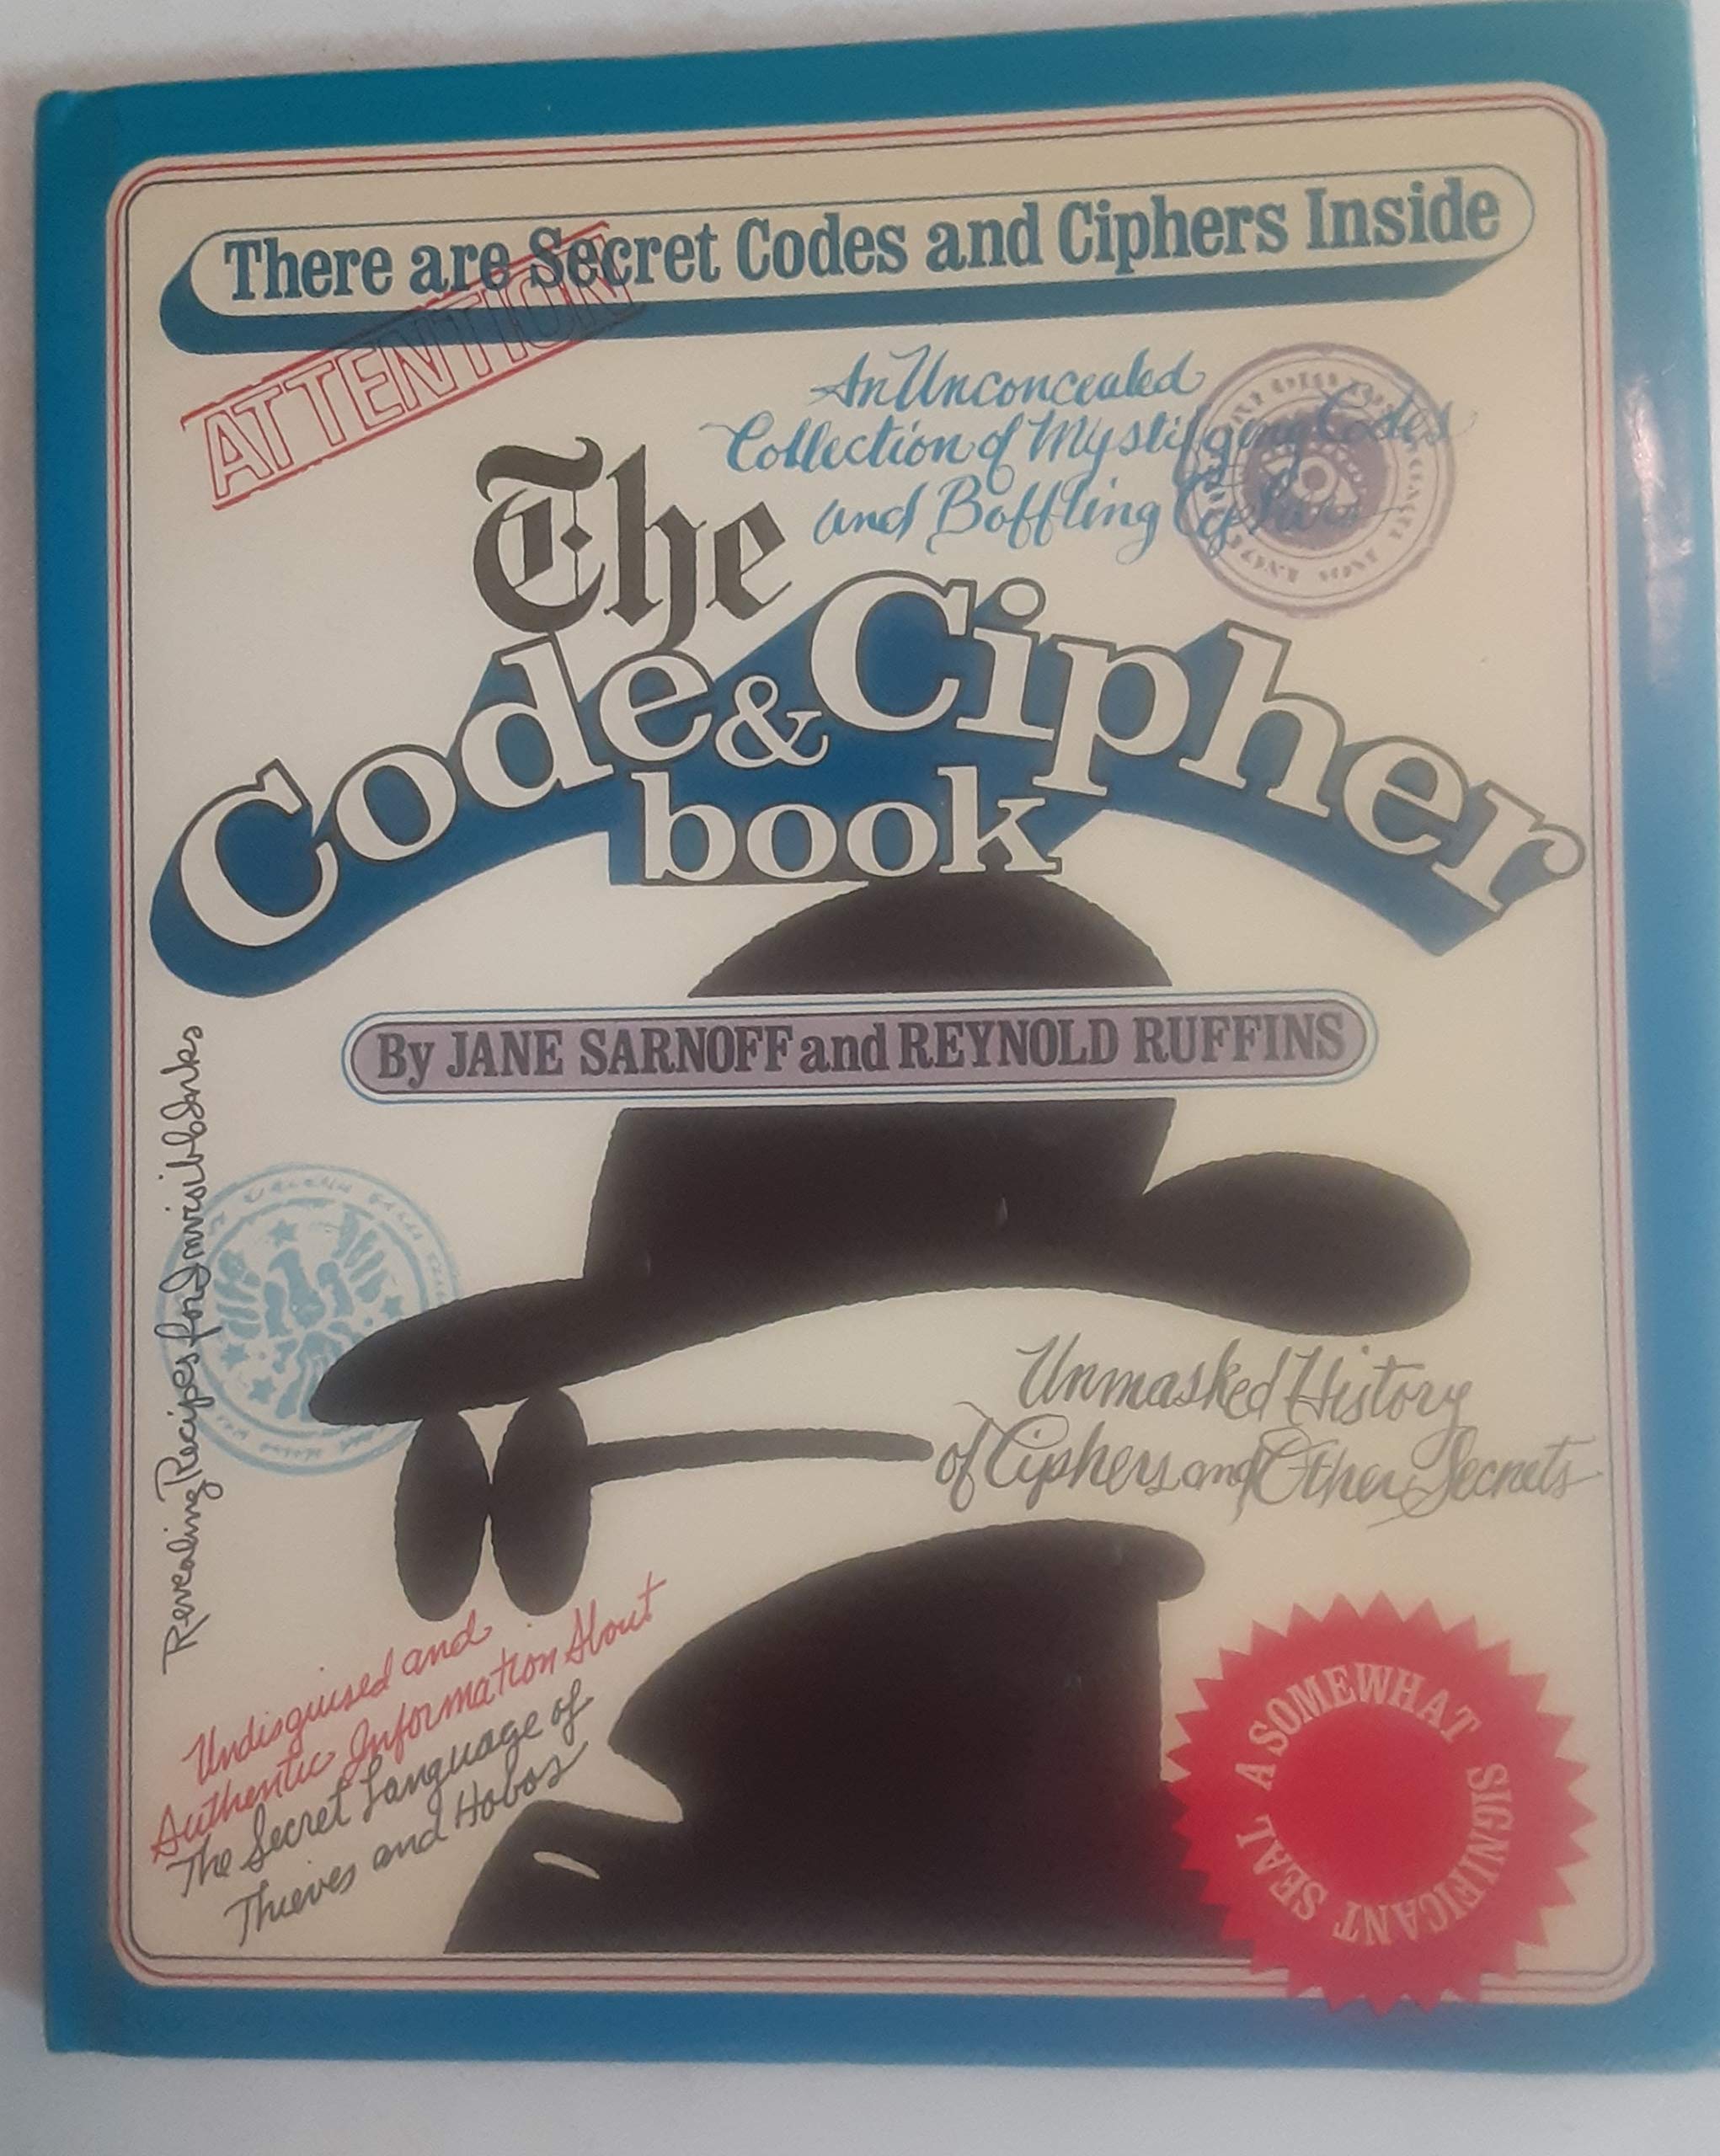 There are Secret Codes and Ciphers Inside
ATTENTION
An Unconcealed
Collection of Mystifying Codes
and Baffling Ciphers
The
Code & Cipher
book
By JANE SARNOFF and REYNOLD RUFFINS
Revealing Recipes for Invisible Inks
Unmasked History
of Ciphers and Other Secrets
Undisguised and
Authentic Information About
The Secret Language of
Thieves and Hobos
A SOMEWHAT SIGNIFICANT SEAL